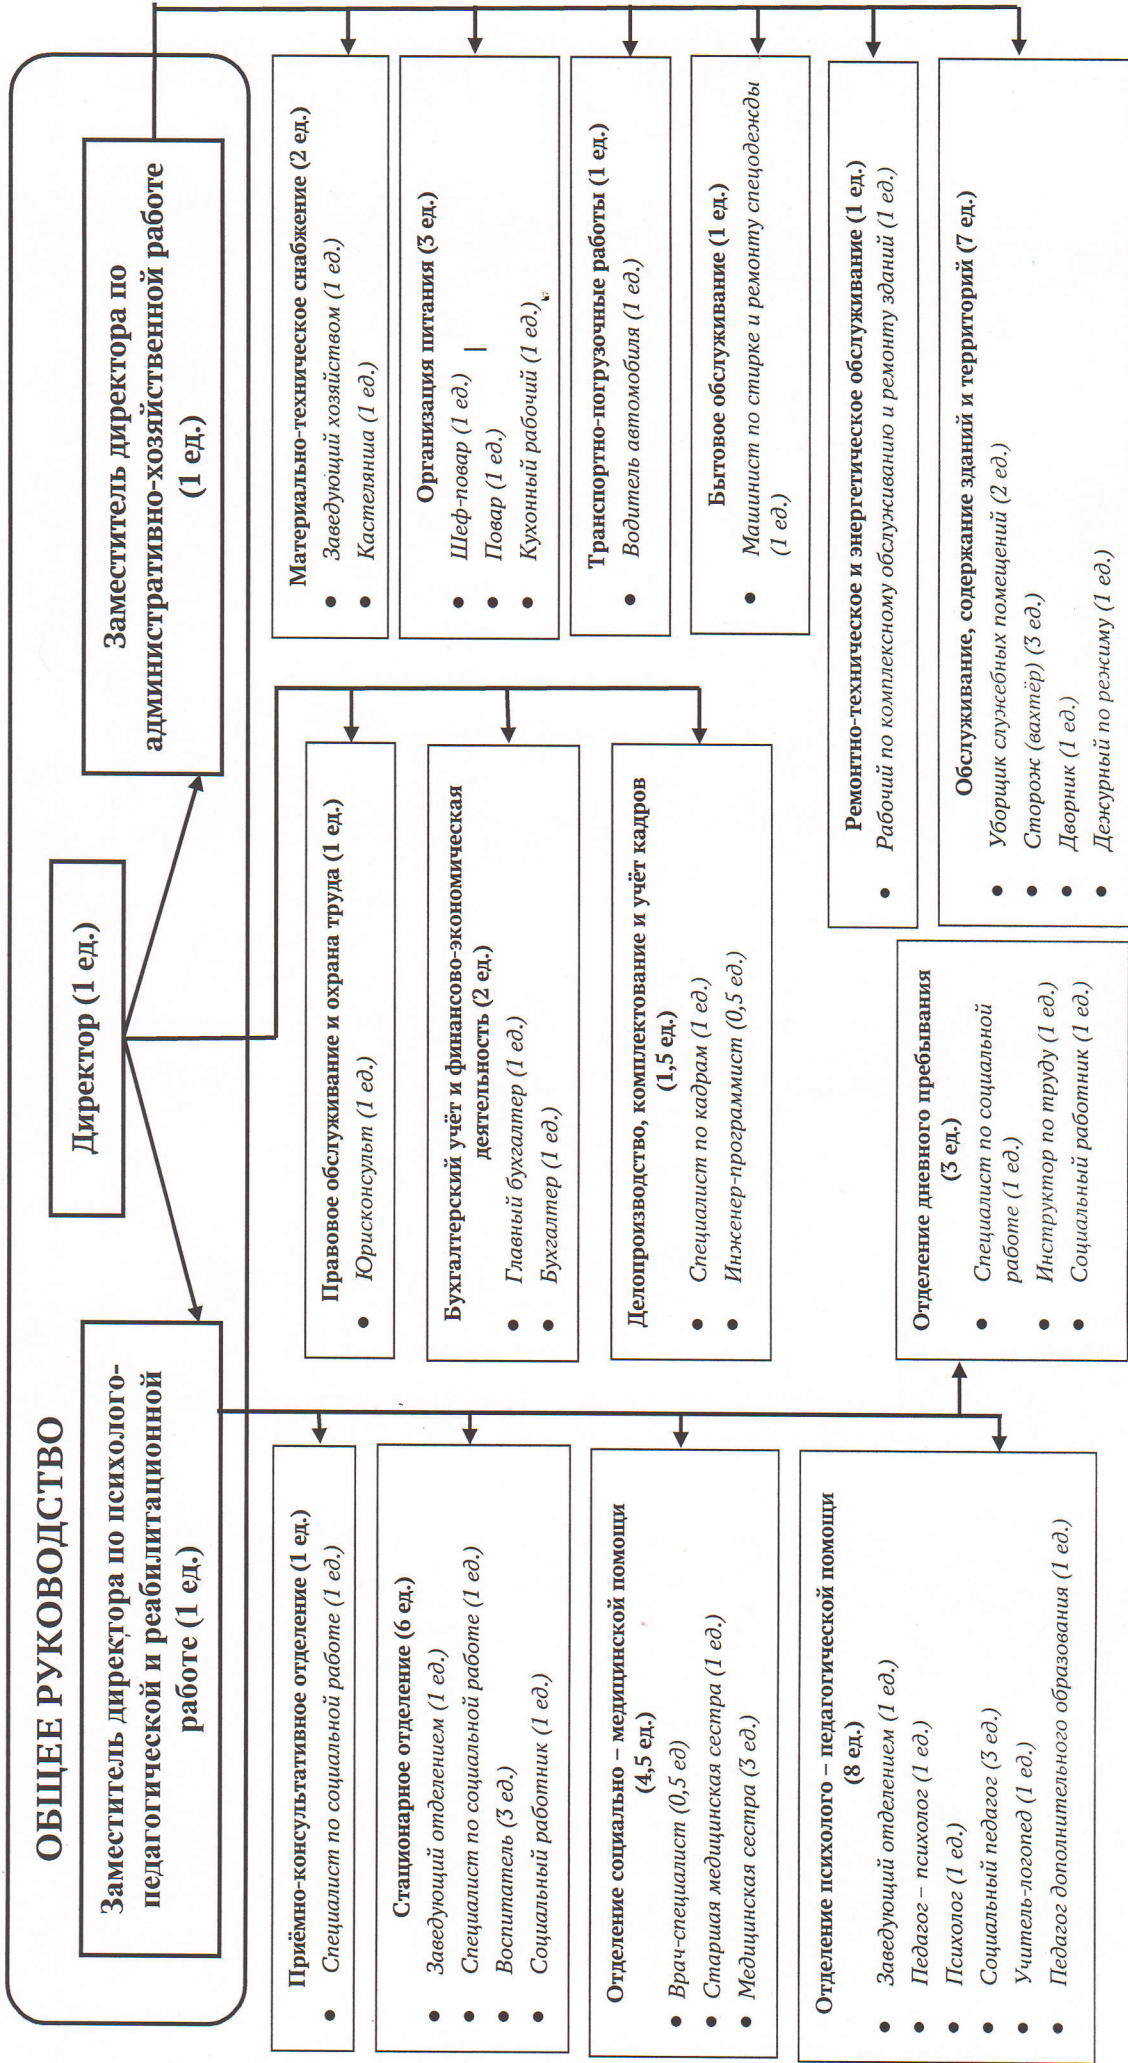 ОБЩЕЕ РУКОВОДСТВО
Директор (1 ед.)
Заместитель директора по психолого-
педагогической и реабилитационной
работе (1 ед.)
Заместитель директора по
административно-хозяйственной работе
(1 ед.)
Приёмно-консультативное отделение (1 ед.)
• Специалист по социальной работе (1 ед.)
Стационарное отделение (6 ед.)
• Заведующий отделением (1 ед.)
• Специалист по социальной работе (1 ед.)
• Воспитатель (3 ед.)
• Социальный работник (1 ед.)
Отделение социально – медицинской помощи
(4,5 ед.)
• Врач-специалист (0,5 ед)
• Старшая медицинская сестра (1 ед.)
• Медицинская сестра (3 ед.)
Отделение психолого – педагогической помощи
(8 ед.)
• Заведующий отделением (1 ед.)
• Педагог – психолог (1 ед.)
• Психолог (1 ед.)
• Социальный педагог (3 ед.)
• Учитель-логопед (1 ед.)
• Педагог дополнительного образования (1 ед.)
Правовое обслуживание и охрана труда (1 ед.)
• Юрисконсульт (1 ед.)
Бухгалтерский учёт и финансово-экономическая
деятельность (2 ед.)
• Главный бухгалтер (1 ед.)
• Бухгалтер (1 ед.)
Делопроизводство, комплектование и учёт кадров
(1,5 ед.)
• Специалист по кадрам (1 ед.)
• Инженер-программист (0,5 ед.)
Отделение дневного пребывания
(3 ед.)
• Специалист по социальной
работе (1 ед.)
• Инструктор по труду (1 ед.)
• Социальный работник (1 ед.)
Материально-техническое снабжение (2 ед.)
• Заведующий хозяйством (1 ед.)
• Кастелянша (1 ед.)
Организация питания (3 ед.)
• Шеф-повар (1 ед.)
• Повар (1 ед.)
• Кухонный рабочий (1 ед.)
Транспортно-погрузочные работы (1 ед.)
• Водитель автомобиля (1 ед.)
Бытовое обслуживание (1 ед.)
• Машинист по стирке и ремонту спецодежды
(1 ед.)
Ремонтно-техническое и энергетическое обслуживание (1 ед.)
• Рабочий по комплексному обслуживанию и ремонту зданий (1 ед.)
Обслуживание, содержание зданий и территорий (7 ед.)
• Уборщик служебных помещений (2 ед.)
• Сторож (вахтёр) (3 ед.)
• Дворник (1 ед.)
• Дежурный по режиму (1 ед.)